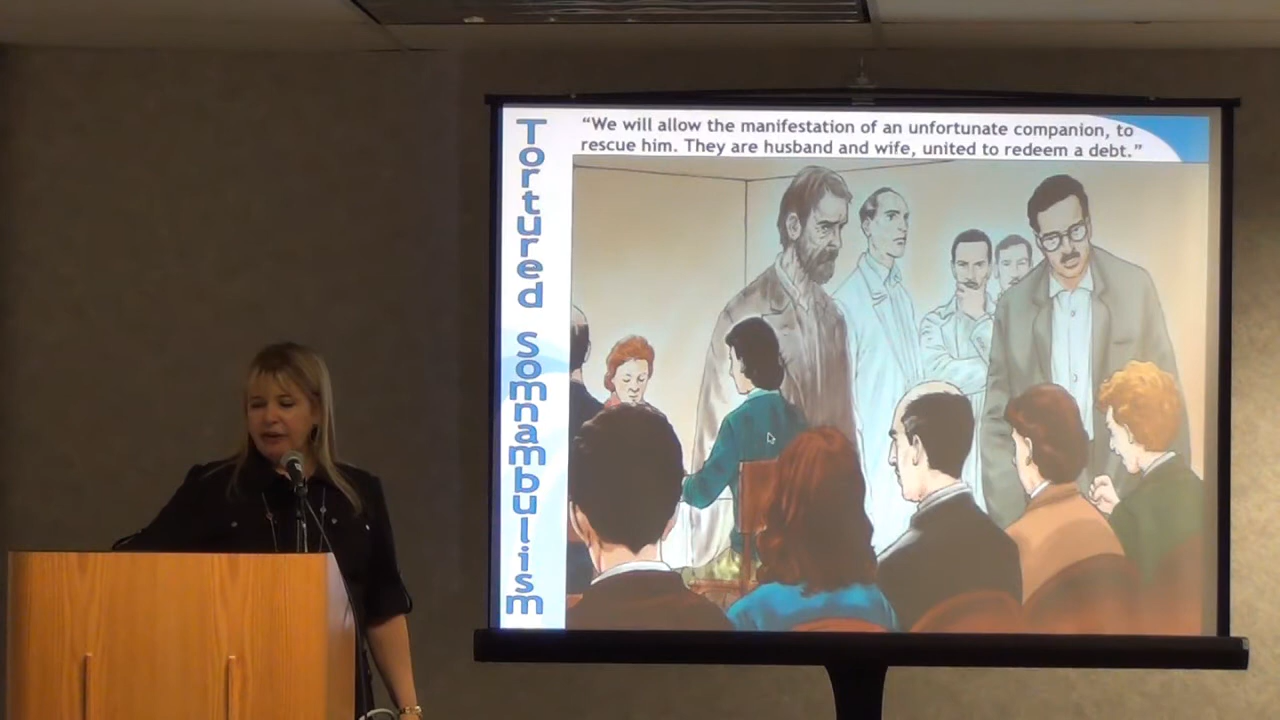 Tortured Somnambulism
“We will allow the manifestation of an unfortunate companion, to
rescue him. They are husband and wife, united to redeem a debt.”